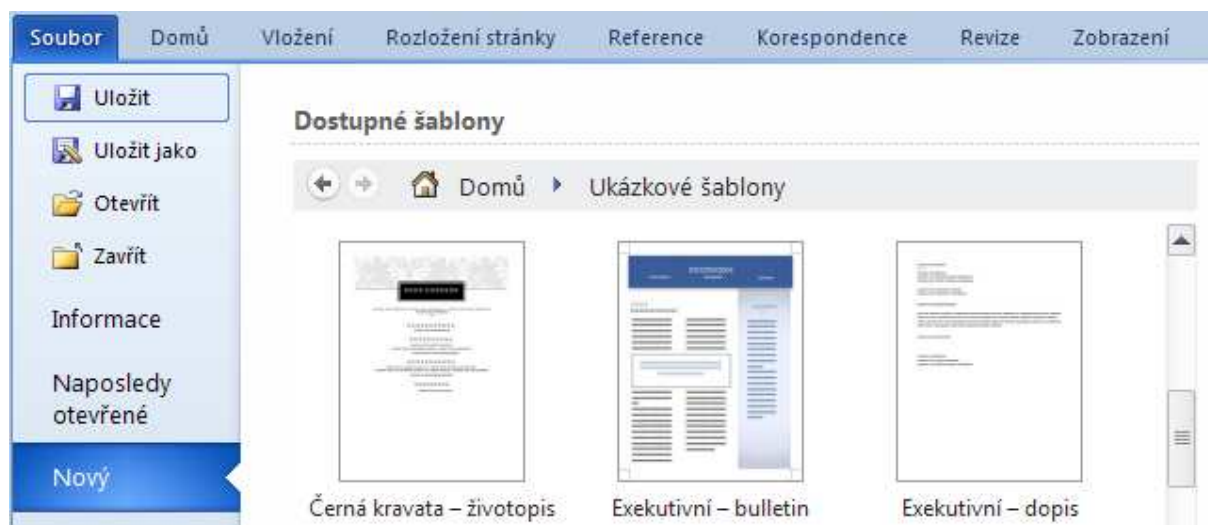 Soubor Domů Vložení Rozložení stránky Reference Korespondence Revize Zobrazení
Uložit
Uložit jako
Otevřít
Zavřít
Informace
Naposledy
otevřené
Nový
Dostupné šablony
Domů Ukázkové šablony
Černá kravata – životopis Exekutivní – bulletin Exekutivní – dopis